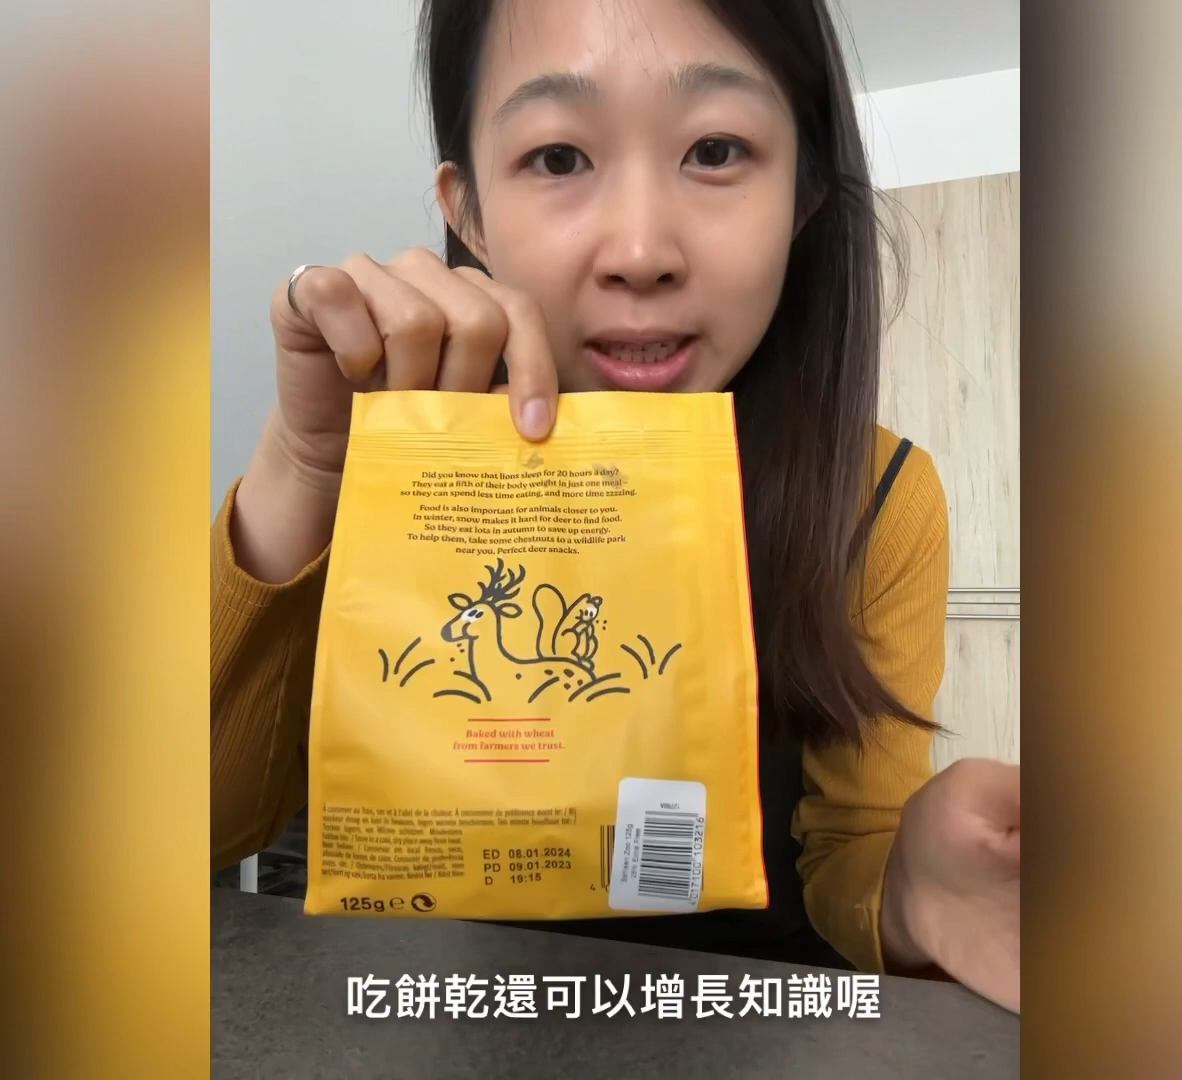 Did you know that lions sleep for 20 hours a day?
They eat a fifth of their body weight in just one meal –
so they can spend less time eating, and more time zzzzing.
Food is also important for animals closer to you.
In winter, snow makes it hard for deer to find food.
So they eat lots in autumn to save up energy.
To help them, take some chestnuts to a wildlife park
near you. Perfect deer snacks.
Baked with wheat
from farmers we trust.
ED 08.01.2024
PD 09.01.2023
D 19:15
125g e
4 017100 103216
吃餅乾還可以增長知識喔